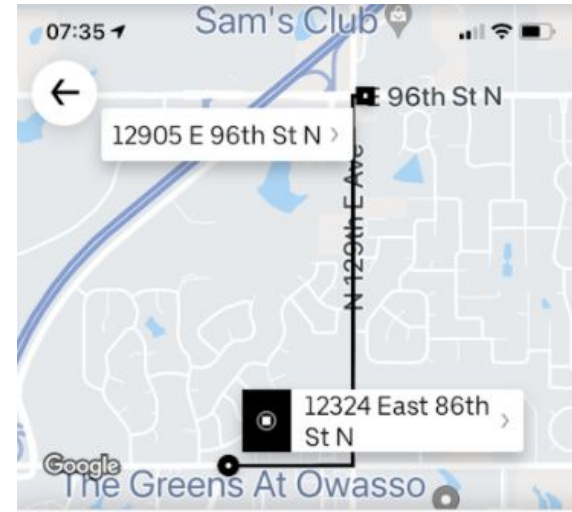 07:35
Sam's Club
E 96th St N
12905 E 96th St N
N 129th E Ave
12324 East 86th
St N
Google
The Greens At Owasso